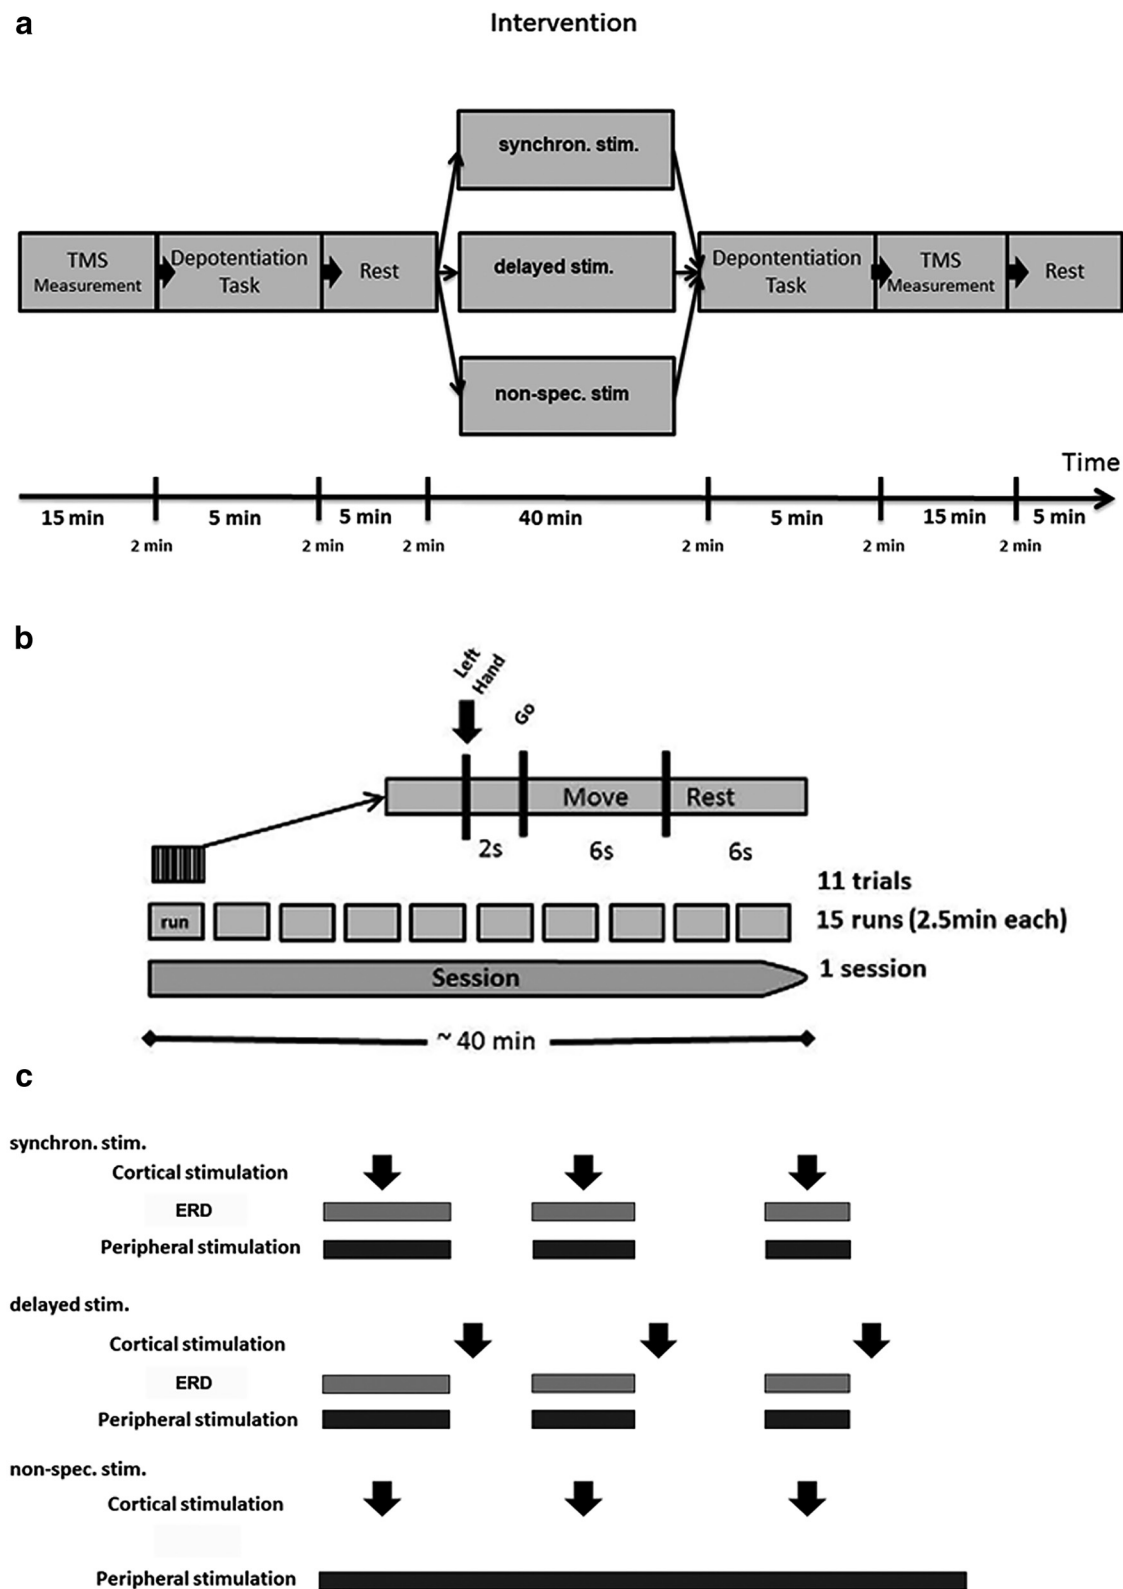 a
Intervention
synchron. stim.
TMS
Measurement
Depotentiation
Task
Rest
delayed stim.
Depontentiation
Task
TMS
Measurement
Rest
non-spec. stim
Time
15 min
5 min
5 min
40 min
5 min
15 min
5 min
2 min
2 min
2 min
2 min
2 min
2 min
b
Left
Hand
Go
Move
Rest
2s
6s
6s
11 trials
run
15 runs (2.5min each)
Session
1 session
~ 40 min
c
synchron. stim.
Cortical stimulation
ERD
Peripheral stimulation
delayed stim.
Cortical stimulation
ERD
Peripheral stimulation
non-spec. stim.
Cortical stimulation
Peripheral stimulation